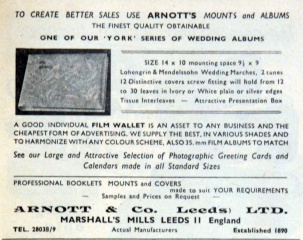 TO CREATE BETTER SALES USE ARNOTT'S MOUNTS and ALBUMS
THE FINEST QUALITY OBTAINABLE
ONE OF OUR 'YORK' SERIES OF WEDDING ALBUMS
SIZE 14 x 10 mounting space 9½ x 9
Lohengrin & Mendelssohn Wedding Marches, 2 tunes
12 Distinctive covers screw fitting will hold from 12
to 30 leaves in Ivory or White plain or silver edges
Tissue Interleaves — Attractive Presentation Box
A GOOD INDIVIDUAL FILM WALLET IS AN ASSET TO ANY BUSINESS AND THE
CHEAPEST FORM OF ADVERTISING. WE SUPPLY THE BEST, IN VARIOUS SHADES AND
TO HARMONIZE WITH ANY COLOUR SCHEME, ALSO 35. mm FILM ALBUMS TO MATCH
See our Large and Attractive Selection of Photographic Greeting Cards and
Calendars made in all Standard Sizes
PROFESSIONAL BOOKLETS MOUNTS and COVERS
made to suit YOUR REQUIREMENTS
— Samples and Prices on Request —
ARNOTT & Co. (Leeds) LTD.
MARSHALL'S MILLS LEEDS 11 England
TEL. 28038/9 Actual Manufacturers Established 1890